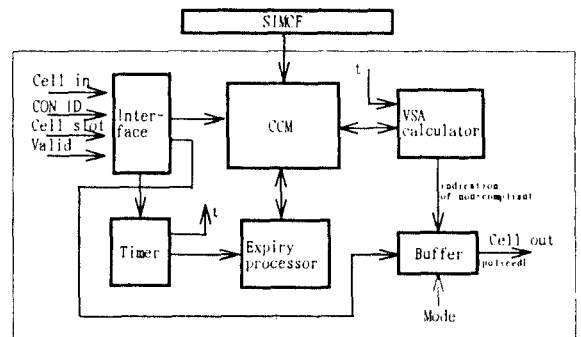 SIMCF
Cell in
CON ID
Cell slot
Valid
Inter-
face
CCM
t
VSA
calculator
indication
of non-compliant
t
Timer
Expiry
processor
Buffer
Cell out
(policed)
Mode